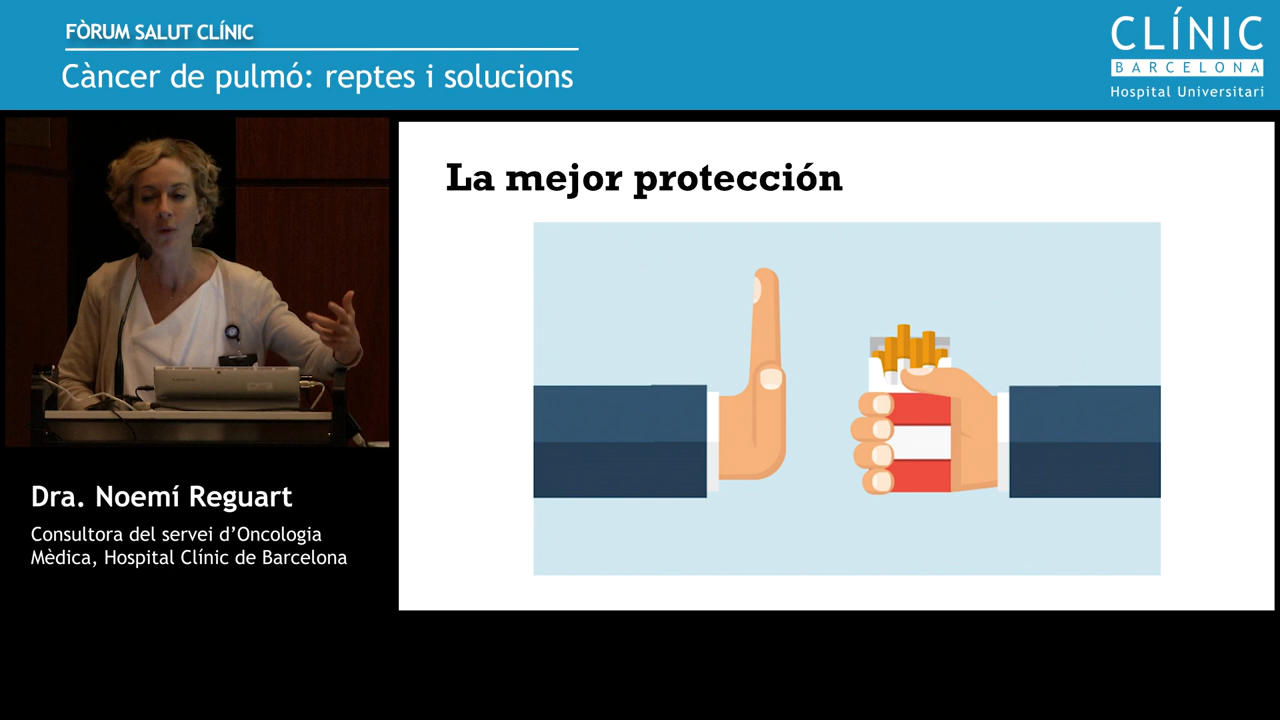 FÒRUM SALUT CLÍNIC
Càncer de pulmó: reptes i solucions
CLÍNIC
BARCELONA
Hospital Universitari
La mejor protección
Dra. Noemí Reguart
Consultora del servei d’Oncologia
Mèdica, Hospital Clínic de Barcelona